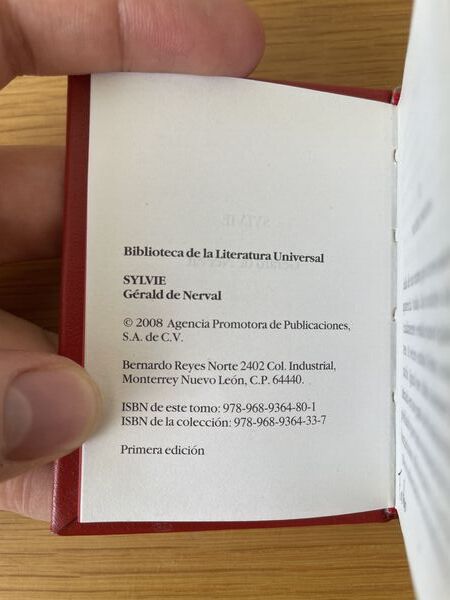 Biblioteca de la Literatura Universal
SYLVIE
Gérald de Nerval
© 2008 Agencia Promotora de Publicaciones,
S.A. de C.V.
Bernardo Reyes Norte 2402 Col. Industrial,
Monterrey Nuevo León, C.P. 64440.
ISBN de este tomo: 978-968-9364-80-1
ISBN de la colección: 978-968-9364-33-7
Primera edición